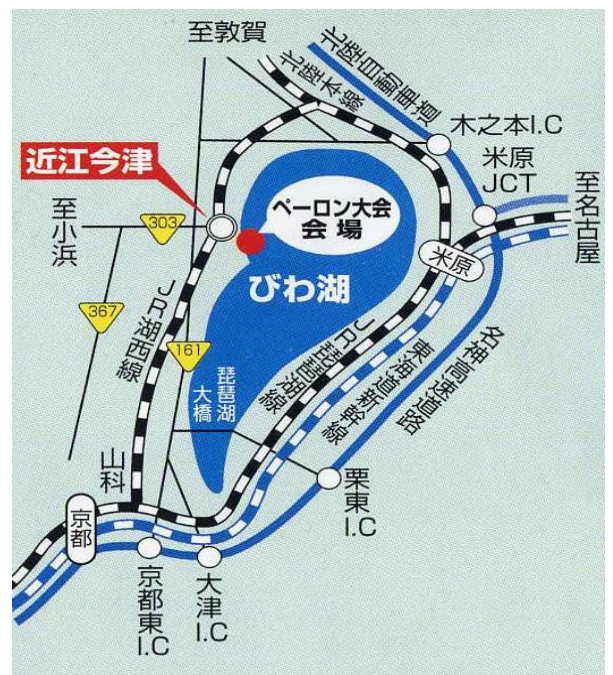 至敦賀
北陸自動車道
北陸本線
木之本I.C
米原
JCT
至名古屋
近江今津
至小浜
303
ペーロン大会
会場
米原
びわ湖
367
JR湖西線
161
琵琶湖
大橋
JR琵琶湖線
東海道新幹線
名神高速道路
山科
栗東
I.C
京都
京都東
I.C
大津
I.C